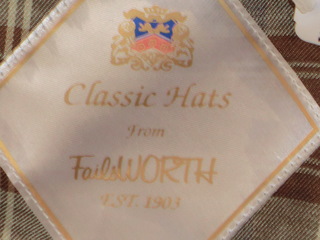 Classic Hats
From
FailsWORTH
EST. 1903